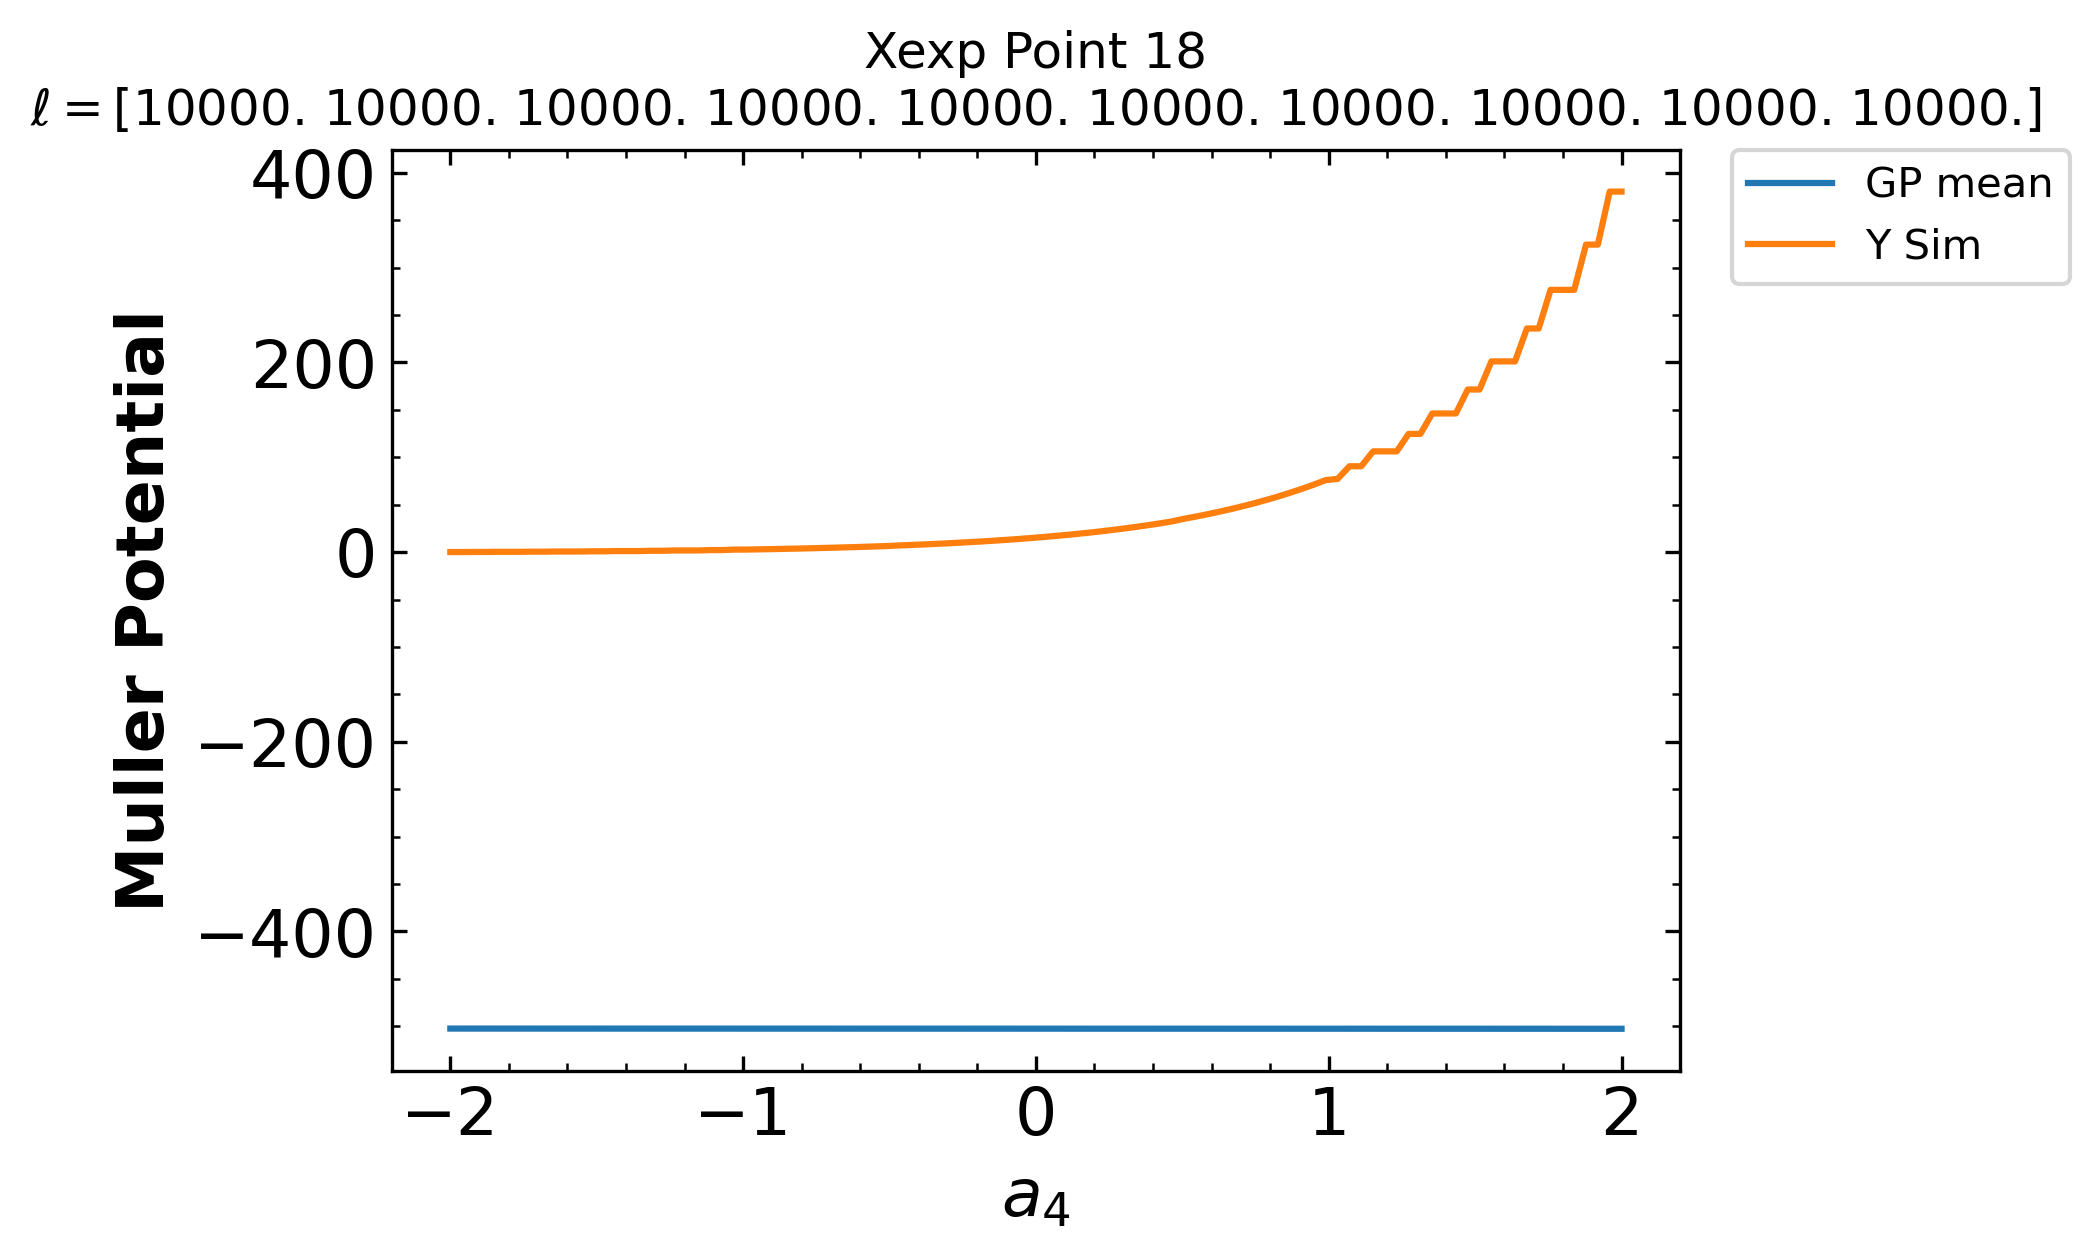 Xexp Point 18
ℓ = [10000. 10000. 10000. 10000. 10000. 10000. 10000. 10000. 10000. 10000.]
GP mean
Y Sim
Muller Potential
400
200
0
−200
−400
−2 −1 0 1 2
a₄